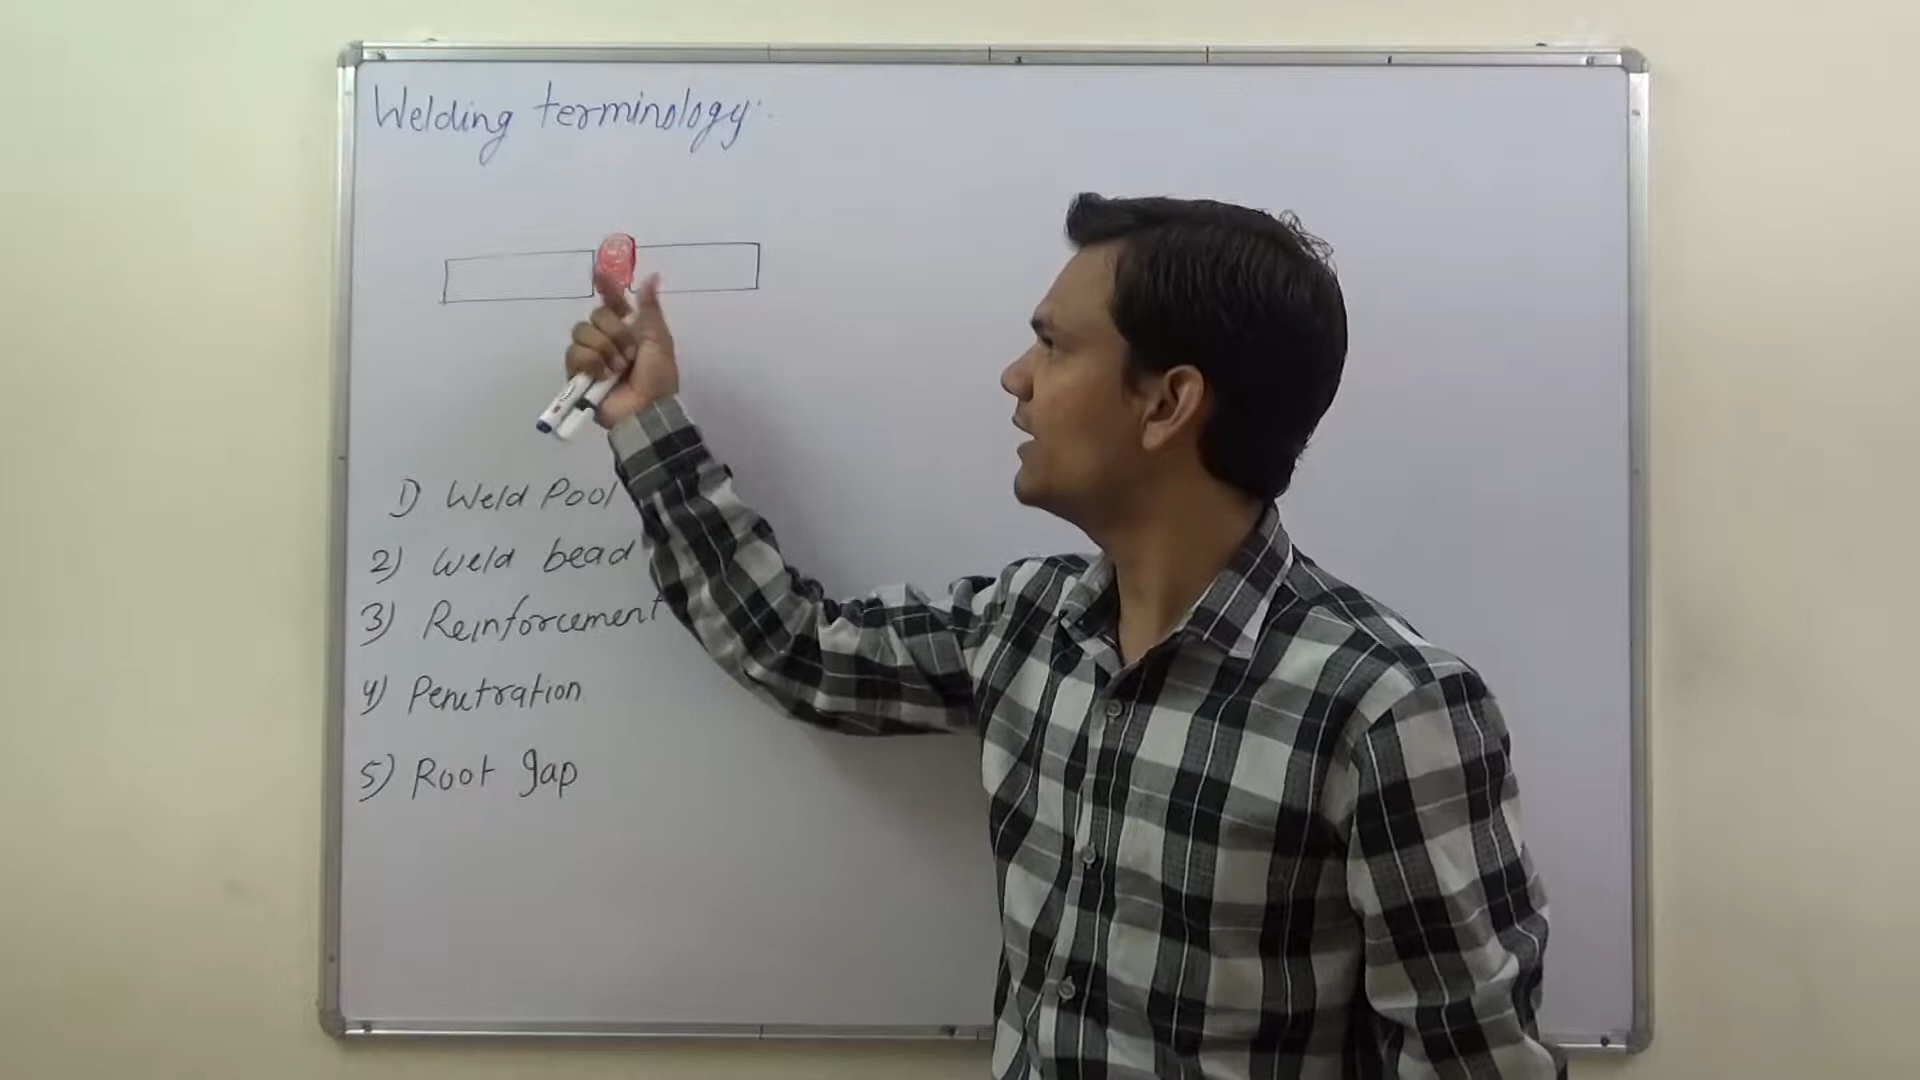 Welding terminology:
1) Weld Pool
2) Weld bead
3) Reinforcement
4) Penetration
5) Root gap